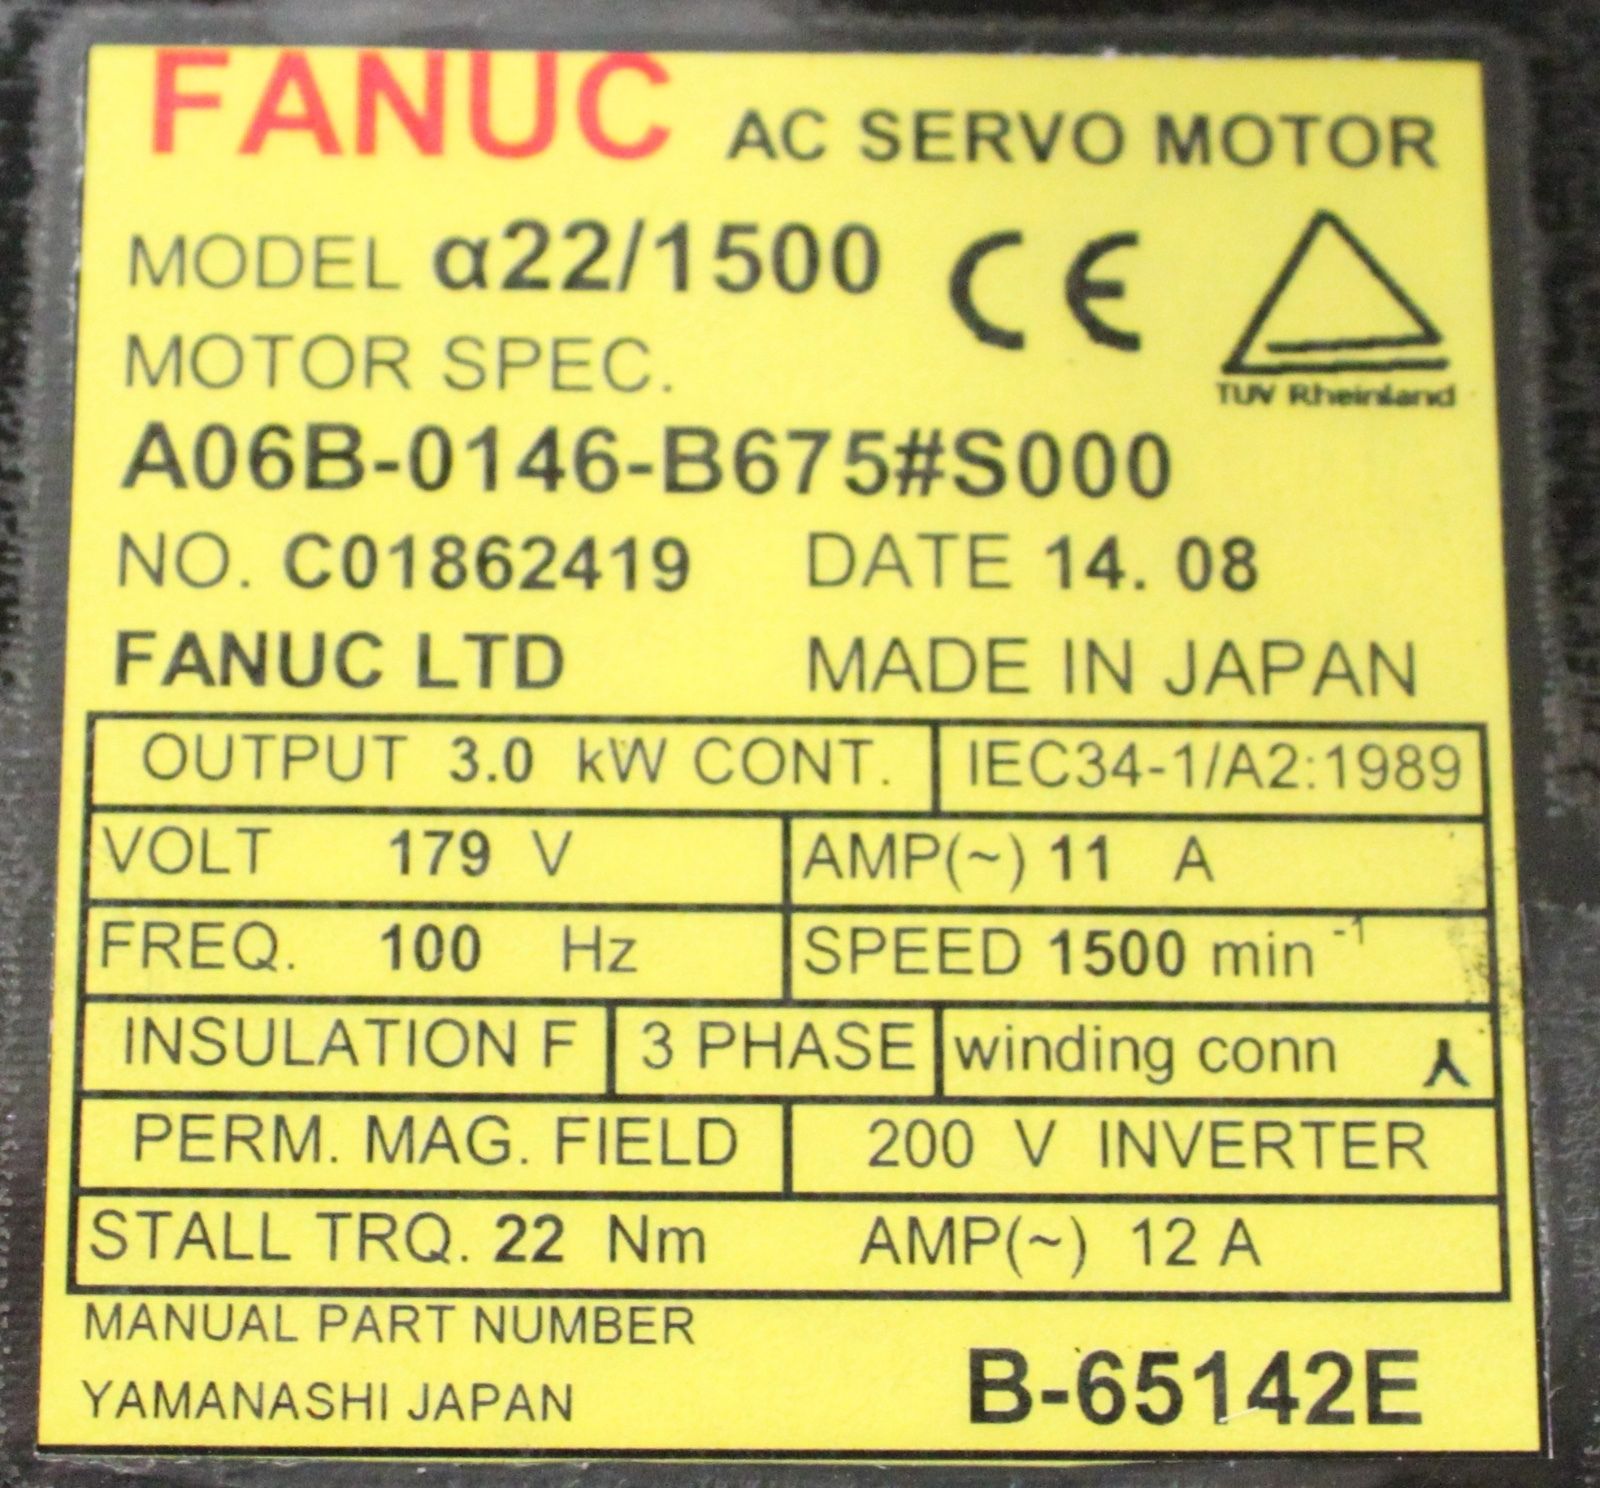 FANUC AC SERVO MOTOR
MODEL α22/1500 CE
TUV Rheinland
MOTOR SPEC.
A06B-0146-B675#S000
NO. C01862419 DATE 14. 08
FANUC LTD MADE IN JAPAN
OUTPUT 3.0 kW CONT. IEC34-1/A2:1989
VOLT 179 V AMP(~) 11 A
FREQ. 100 Hz SPEED 1500 min⁻¹
INSULATION F 3 PHASE winding conn
PERM. MAG. FIELD 200 V INVERTER
STALL TRQ. 22 Nm AMP(~) 12 A
MANUAL PART NUMBER
YAMANASHI JAPAN B-65142E